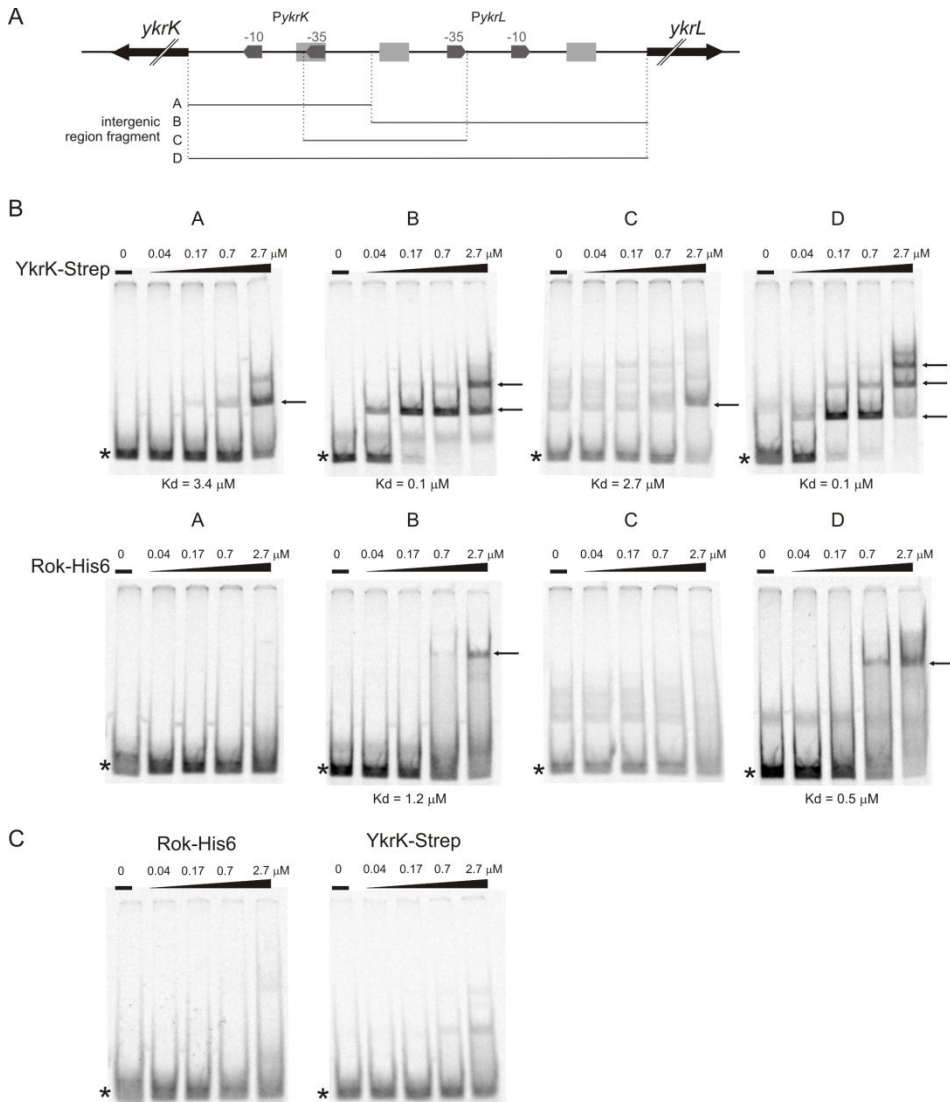 A
PykrK PykrL
ykrK -10 -35 -35 -10 ykrL
A
intergenic B
region fragment C
D
B
A B C D
0 0.04 0.17 0.7 2.7 μM 0 0.04 0.17 0.7 2.7 μM 0 0.04 0.17 0.7 2.7 μM 0 0.04 0.17 0.7 2.7 μM
YkrK-Strep
* * * *
Kd = 3.4 μM Kd = 0.1 μM Kd = 2.7 μM Kd = 0.1 μM
A B C D
0 0.04 0.17 0.7 2.7 μM 0 0.04 0.17 0.7 2.7 μM 0 0.04 0.17 0.7 2.7 μM 0 0.04 0.17 0.7 2.7 μM
Rok-His6
* * * *
Kd = 1.2 μM Kd = 0.5 μM
C
Rok-His6 YkrK-Strep
0 0.04 0.17 0.7 2.7 μM 0 0.04 0.17 0.7 2.7 μM
* *